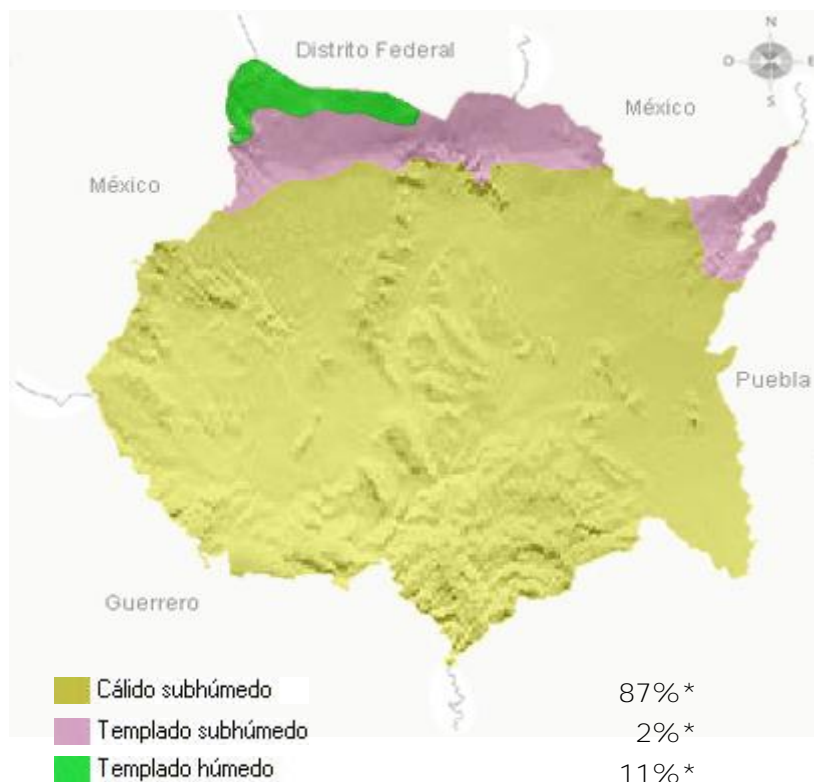 N
Distrito Federal
O
E
S
México
México
Puebla
Guerrero
Cálido subhúmedo 87%*
Templado subhúmedo 2%*
Templado húmedo 11%*